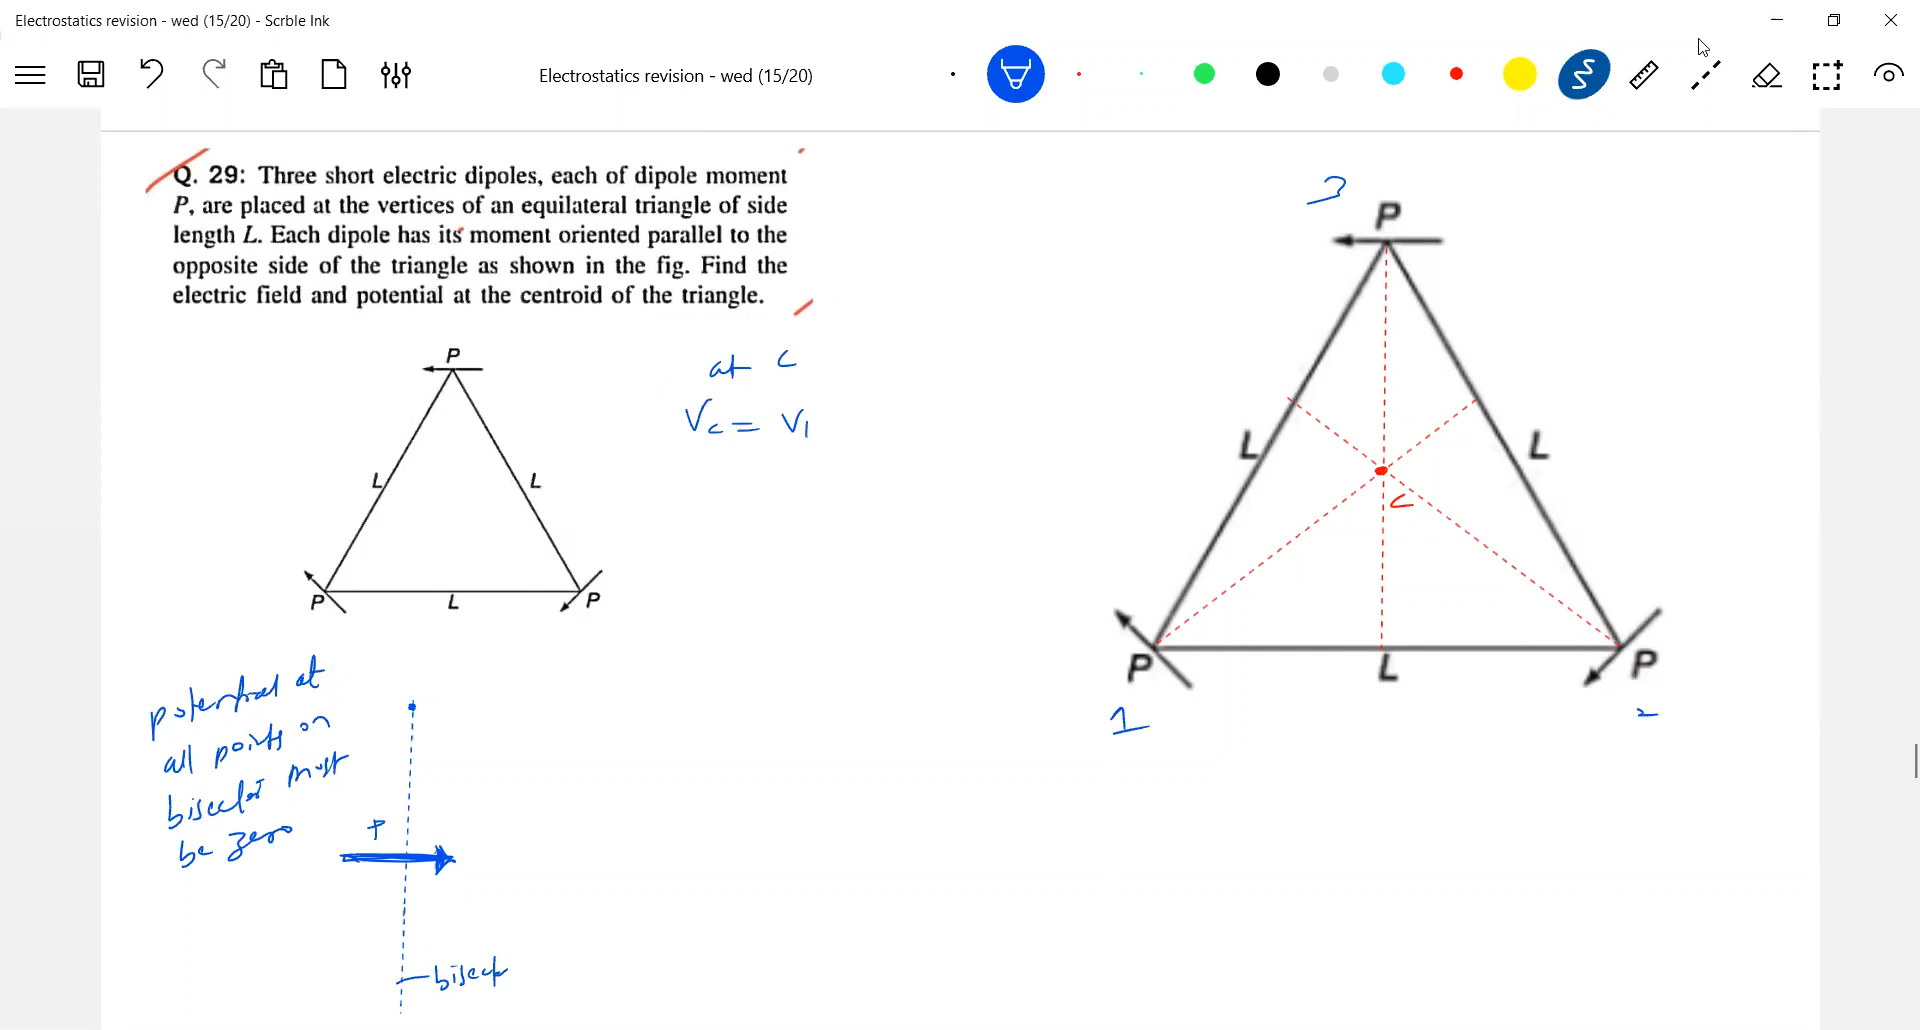 Electrostatics revision - wed (15/20) - Scrble Ink
Electrostatics revision - wed (15/20)
Q. 29: Three short electric dipoles, each of dipole moment
P, are placed at the vertices of an equilateral triangle of side
length L. Each dipole has its moment oriented parallel to the
opposite side of the triangle as shown in the fig. Find the
electric field and potential at the centroid of the triangle.
P
L
L
P
L
P
at C
Vc = V1
potential at
all points on
bisector must
be zero
P
bisect
3
P
L
L
C
P
L
P
1
2